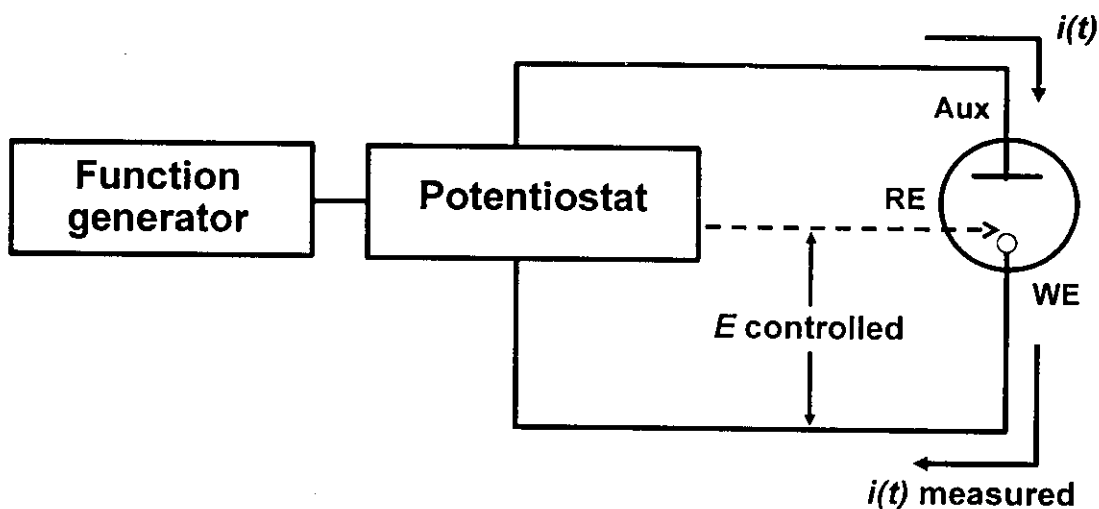 i(t)
Aux
Function
generator
Potentiostat
RE
WE
E controlled
i(t) measured